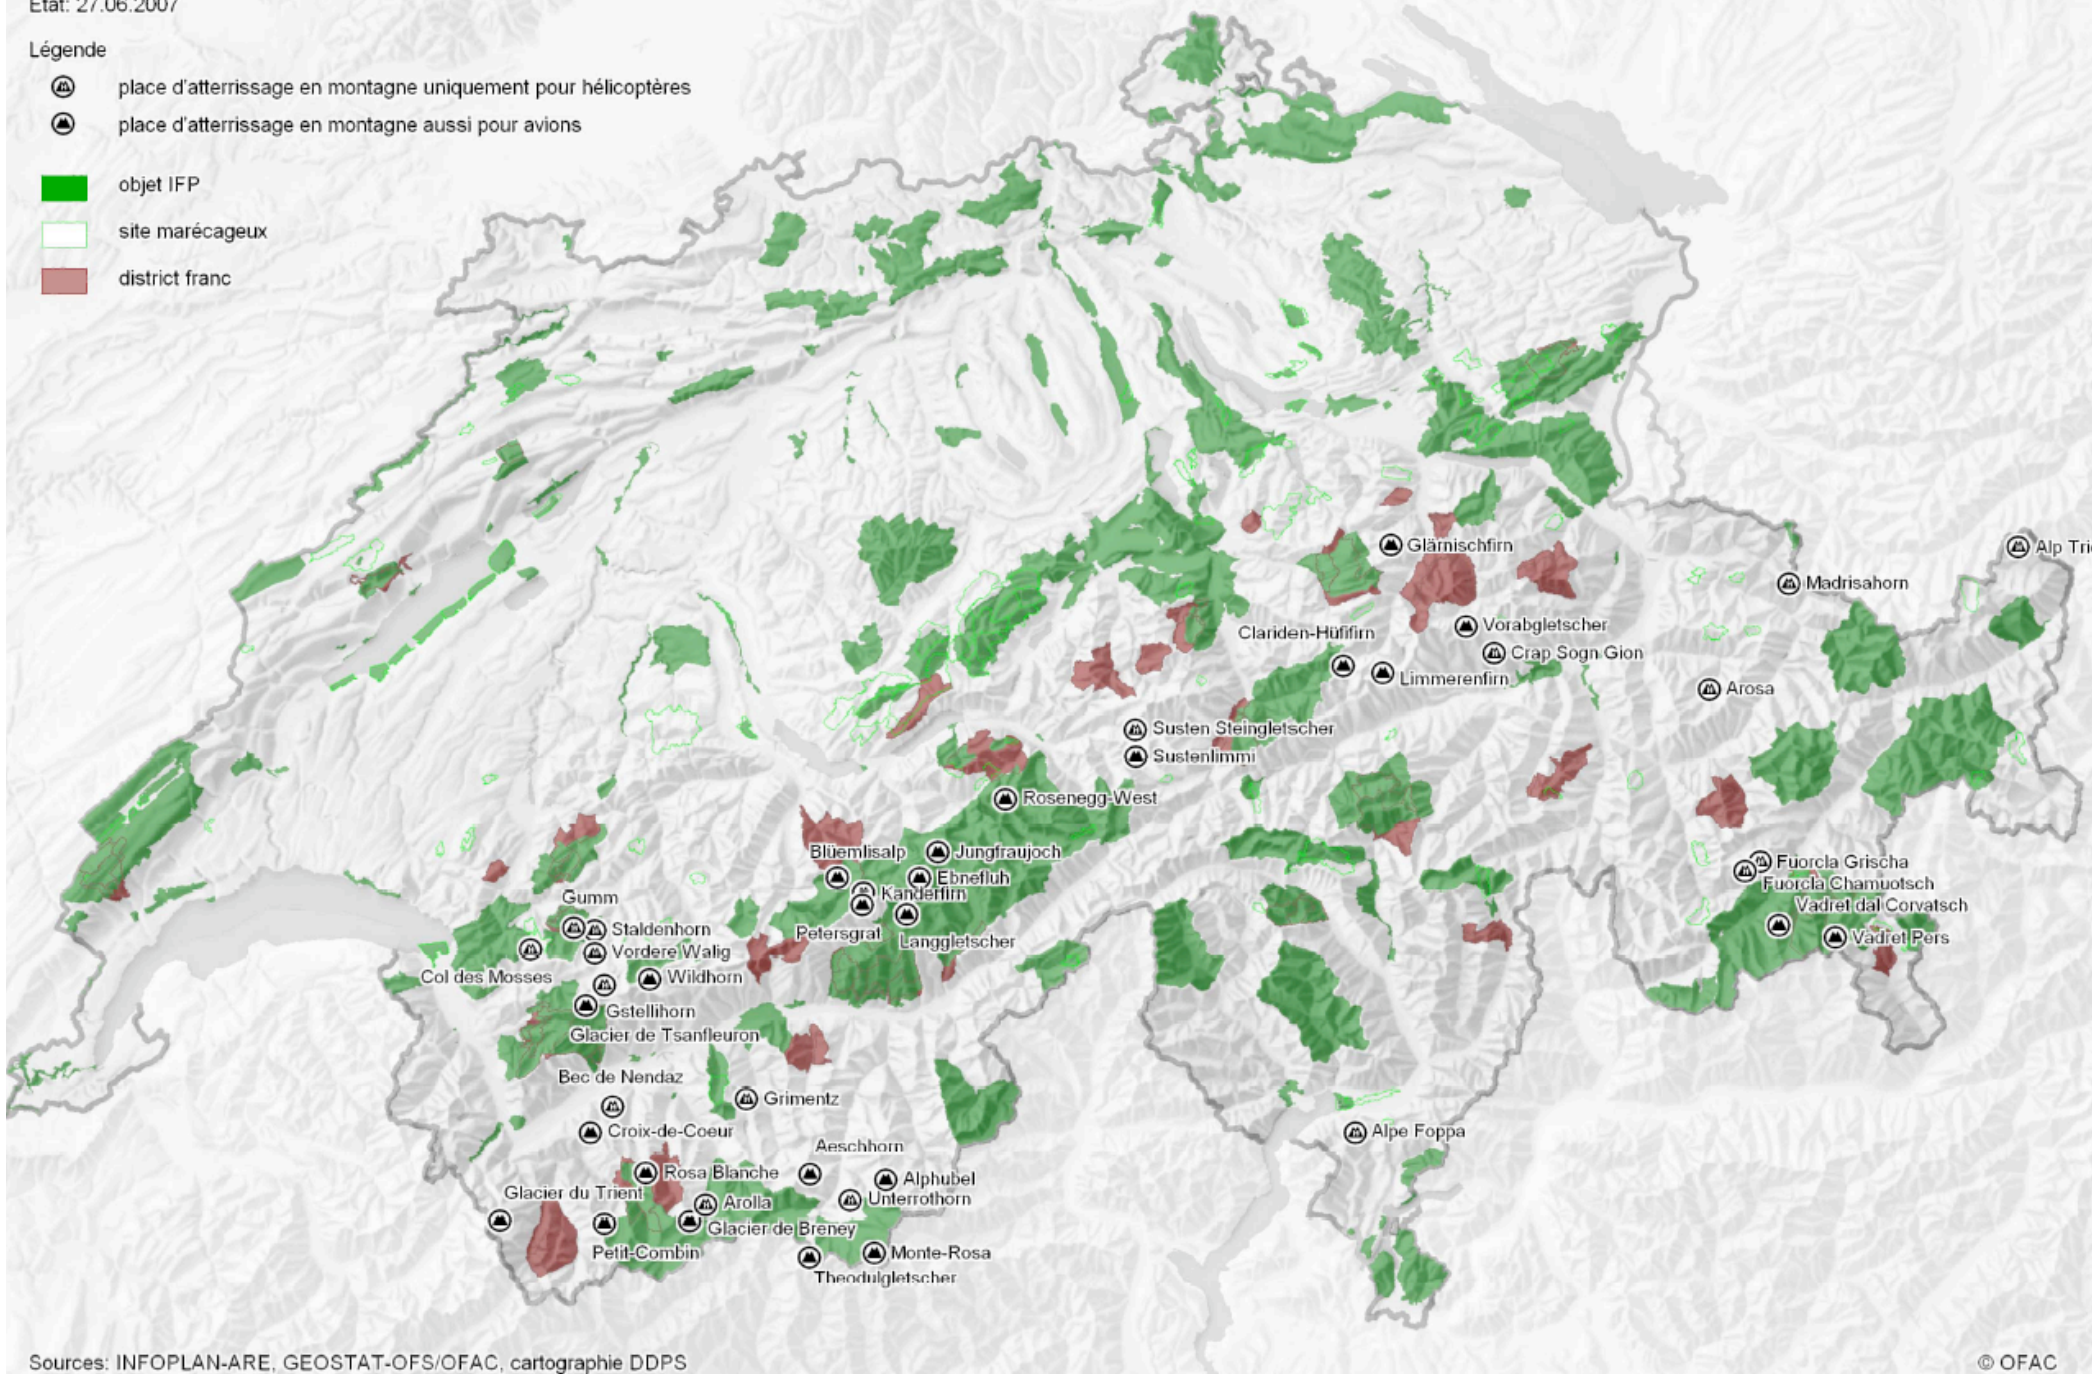 Etat: 27.06.2007
Légende
place d'atterrissage en montagne uniquement pour hélicoptères
place d'atterrissage en montagne aussi pour avions
objet IFP
site marécageux
district franc
Glärnischfirn
Alp Tri
Madrisahorn
Vorabgletscher
Clariden-Hüfifirn
Crap Sogn Gion
Limmerenfirn
Arosa
Susten Steingletscher
Sustenlimmi
Rosenegg-West
Blüemlisalp
Jungfraujoch
Ebnefluh
Kanderfirn
Petersgrat
Langgletscher
Fuorcla Grischa
Fuorcla Chamuotsch
Vadret dal Corvatsch
Vadret Pers
Gumm
Staldenhorn
Vordere Walig
Col des Mosses
Wildhorn
Gstellihorn
Glacier de Tsanfleuron
Bec de Nendaz
Grimentz
Croix-de-Coeur
Alpe Foppa
Aeschhorn
Rosa Blanche
Alphubel
Glacier du Trient
Arolla
Unterrothorn
Glacier de Breney
Petit-Combin
Monte-Rosa
Theodulgletscher
Sources: INFOPLAN-ARE, GEOSTAT-OFS/OFAC, cartographie DDPS
© OFAC